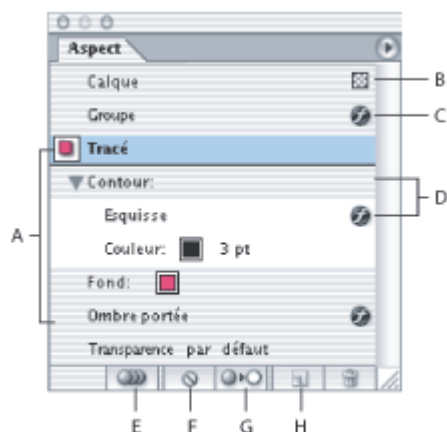 Aspect
Calque
B
Groupe
C
Tracé
Contour:
D
Esquisse
A
Couleur: 3 pt
Fond:
Ombre portée
Transparence par défaut
E
F
G
H